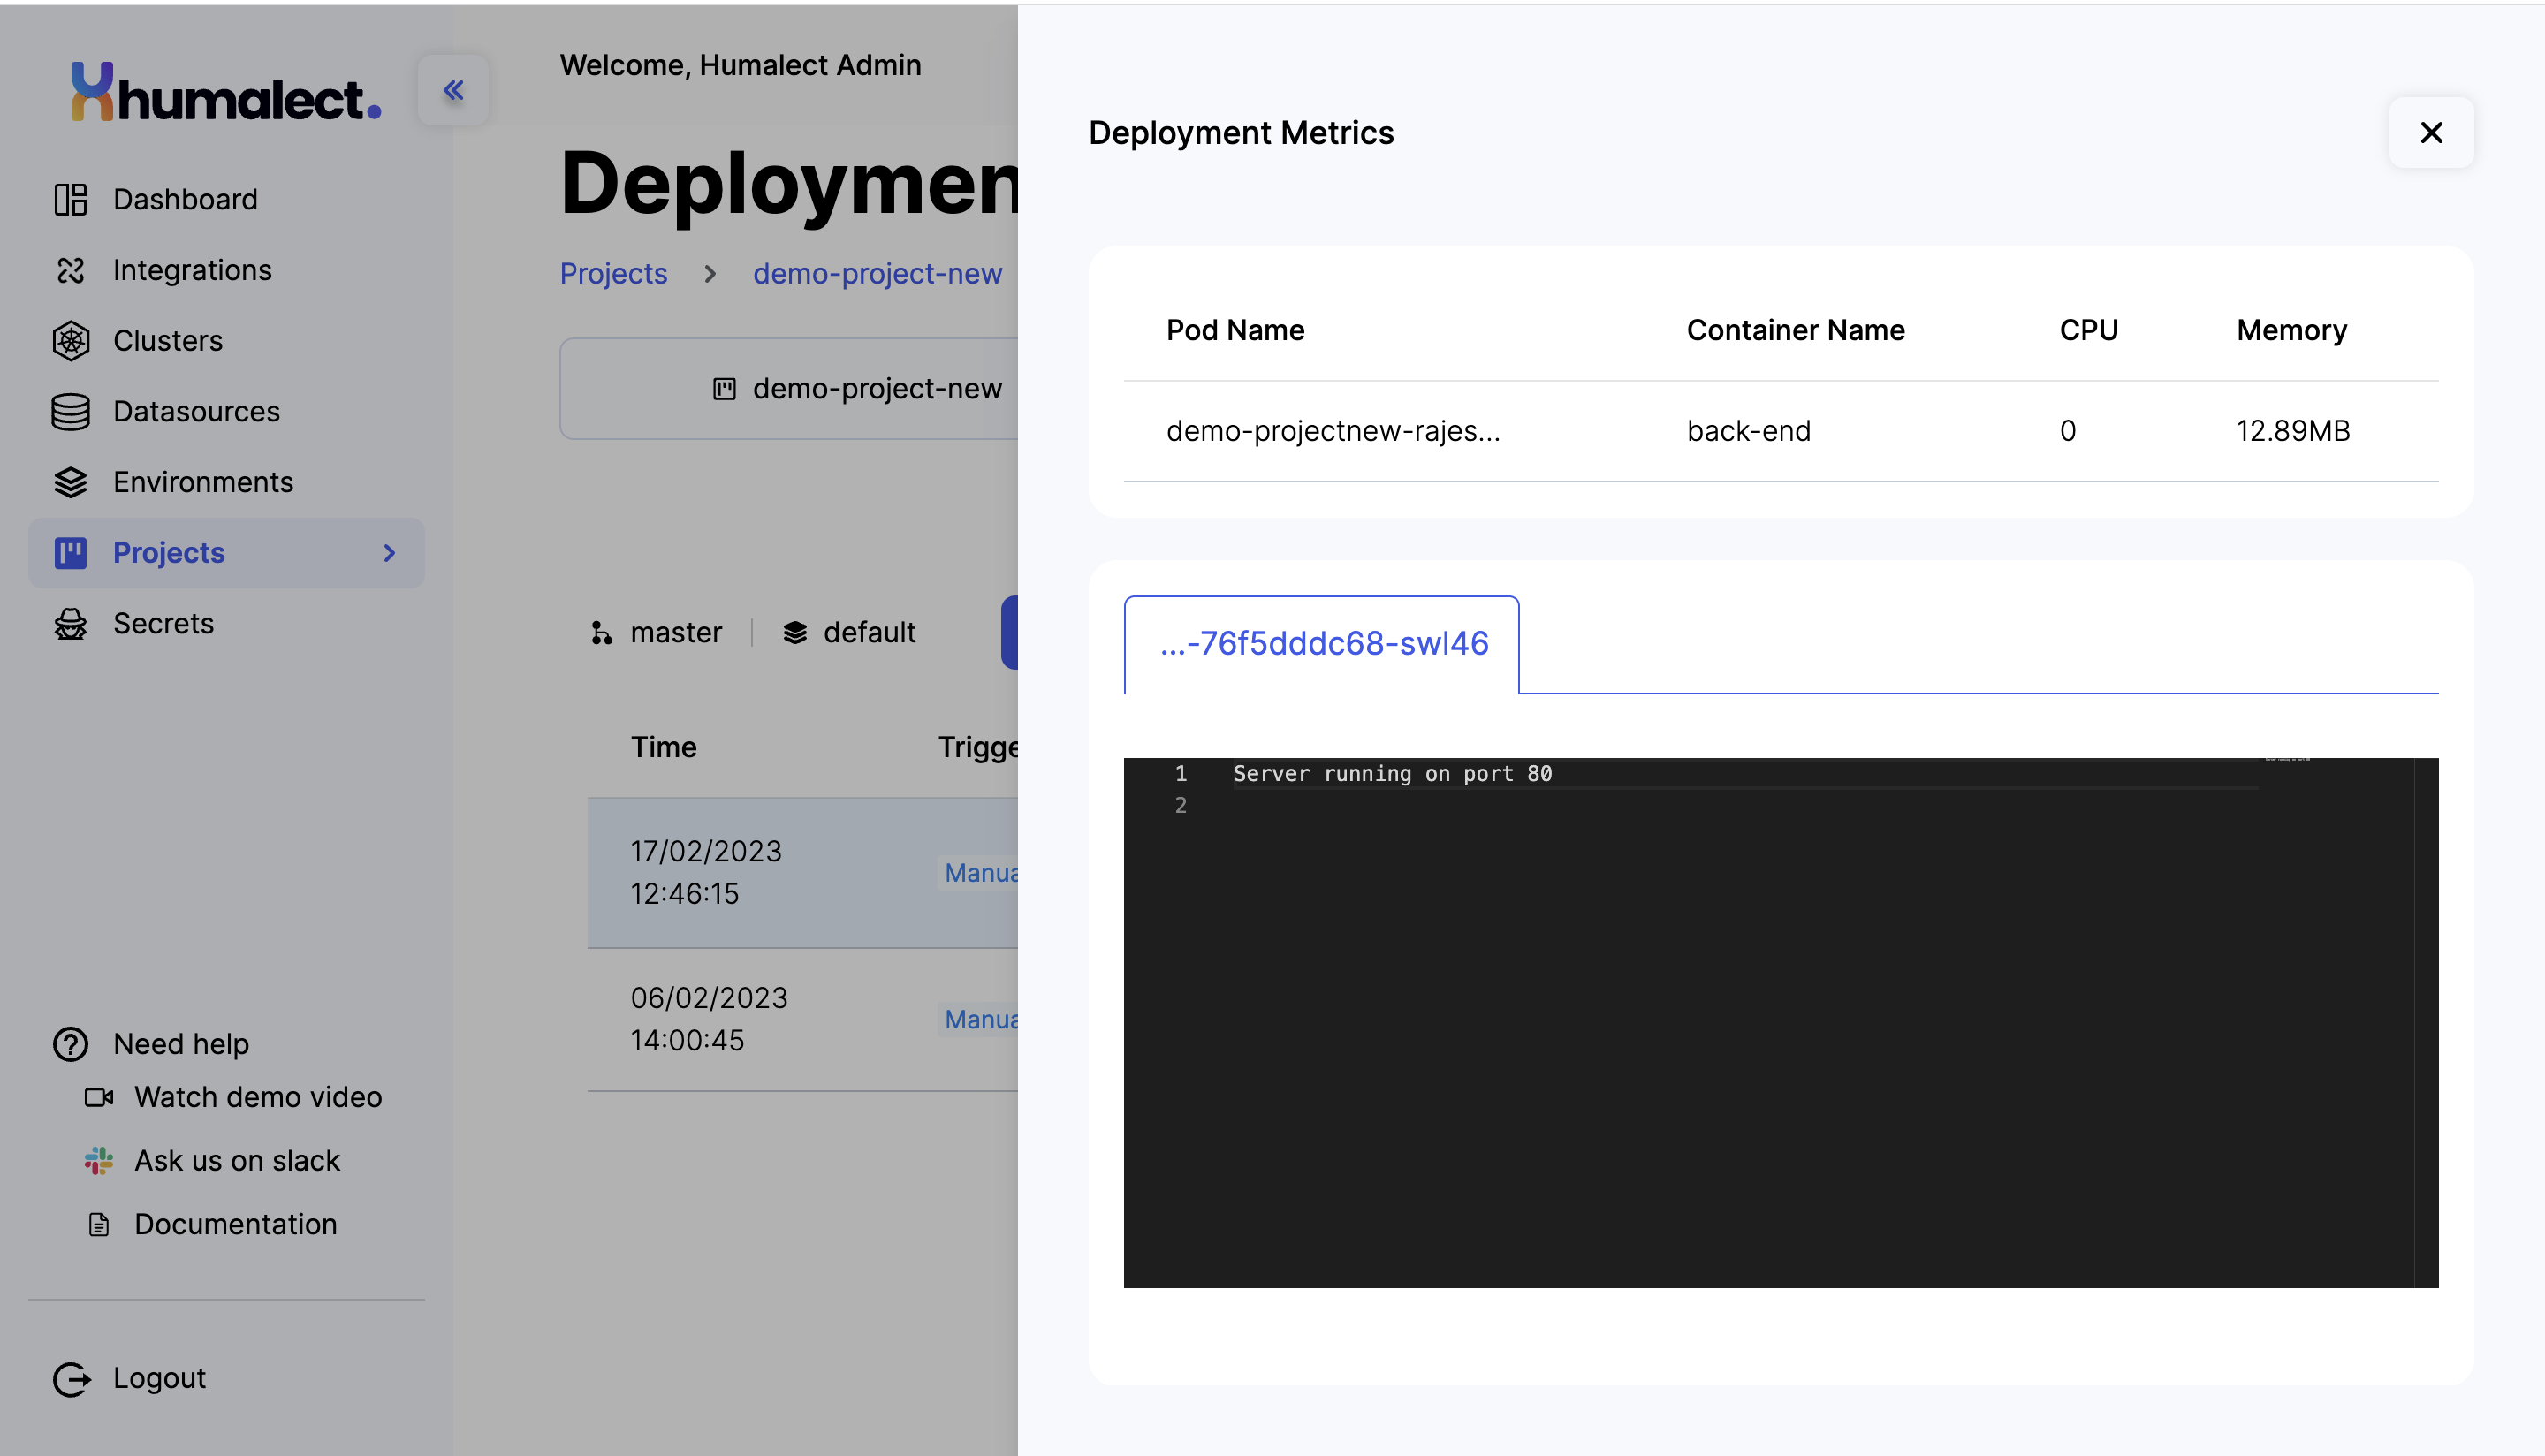 humalect.
Dashboard
Integrations
Clusters
Datasources
Environments
Projects
Secrets
Need help
Watch demo video
Ask us on slack
Documentation
Logout
Welcome, Humalect Admin
Deploymen
Projects > demo-project-new
demo-project-new
master | default
Time Trigge
17/02/2023 Manua
12:46:15
06/02/2023 Manua
14:00:45
Deployment Metrics
Pod Name Container Name CPU Memory
demo-projectnew-rajes... back-end 0 12.89MB
...-76f5dddc68-swl46
1 Server running on port 80
2